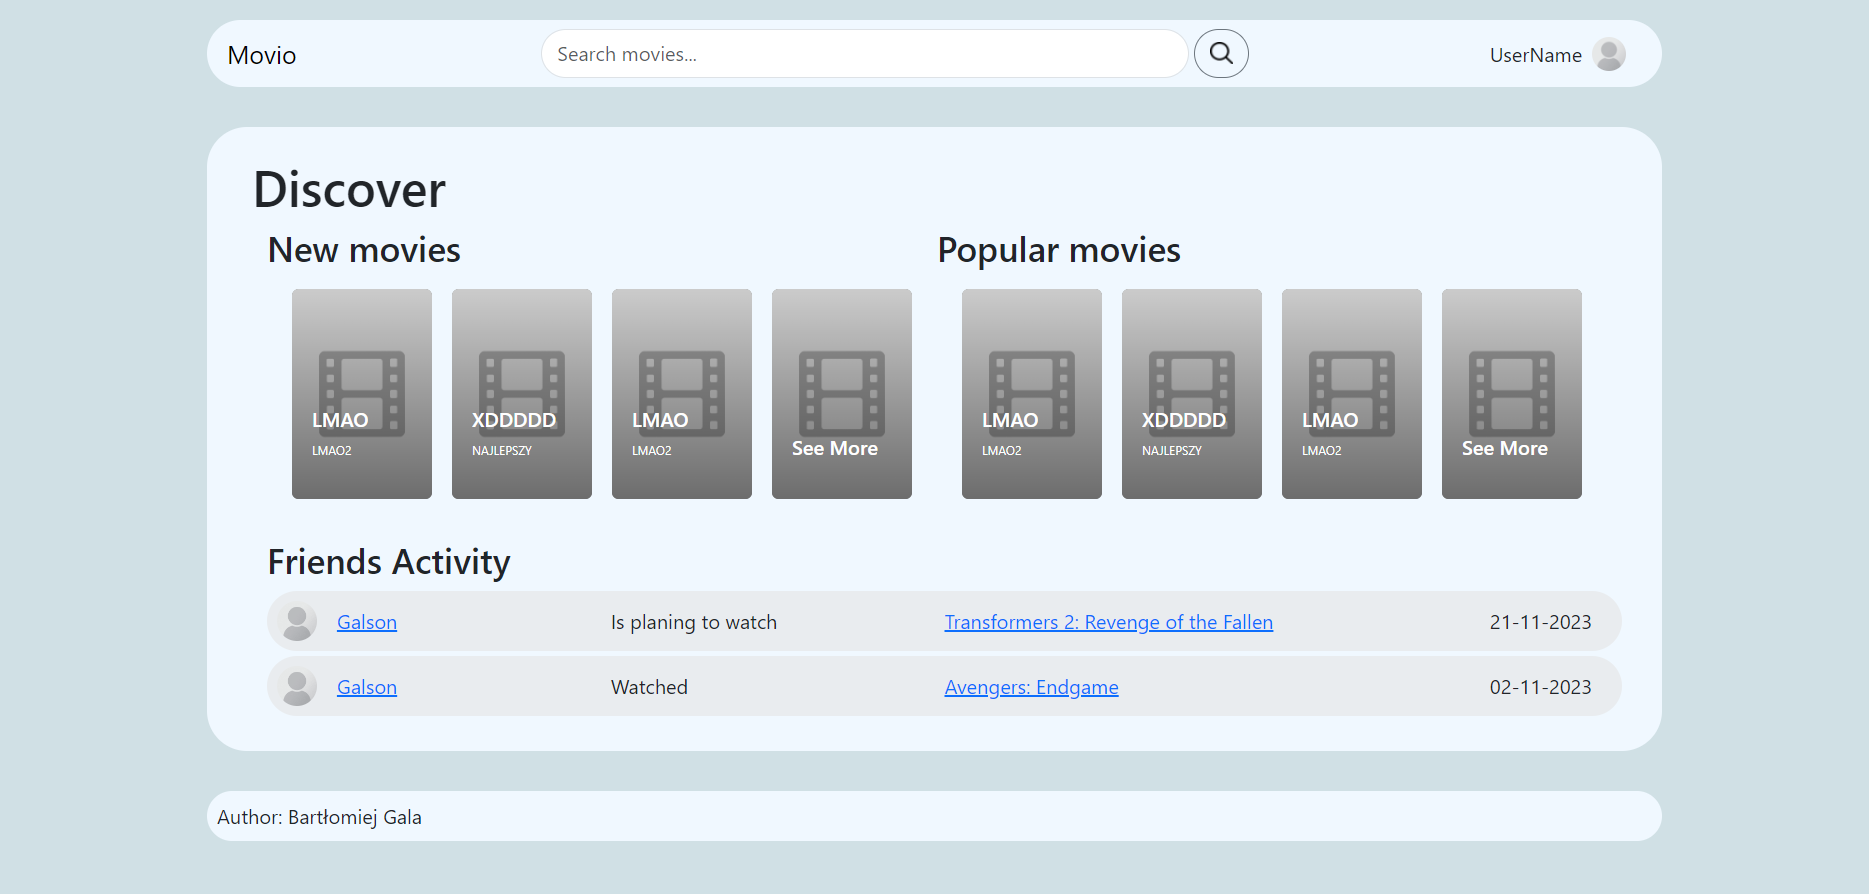 Movio
Search movies...
UserName
Discover
New movies
Popular movies
LMAO
LMAO2
XDDDDD
NAJLEPSZY
LMAO
LMAO2
See More
LMAO
LMAO2
XDDDDD
NAJLEPSZY
LMAO
LMAO2
See More
Friends Activity
Galson Is planing to watch Transformers 2: Revenge of the Fallen 21-11-2023
Galson Watched Avengers: Endgame 02-11-2023
Author: Bartłomiej Gala